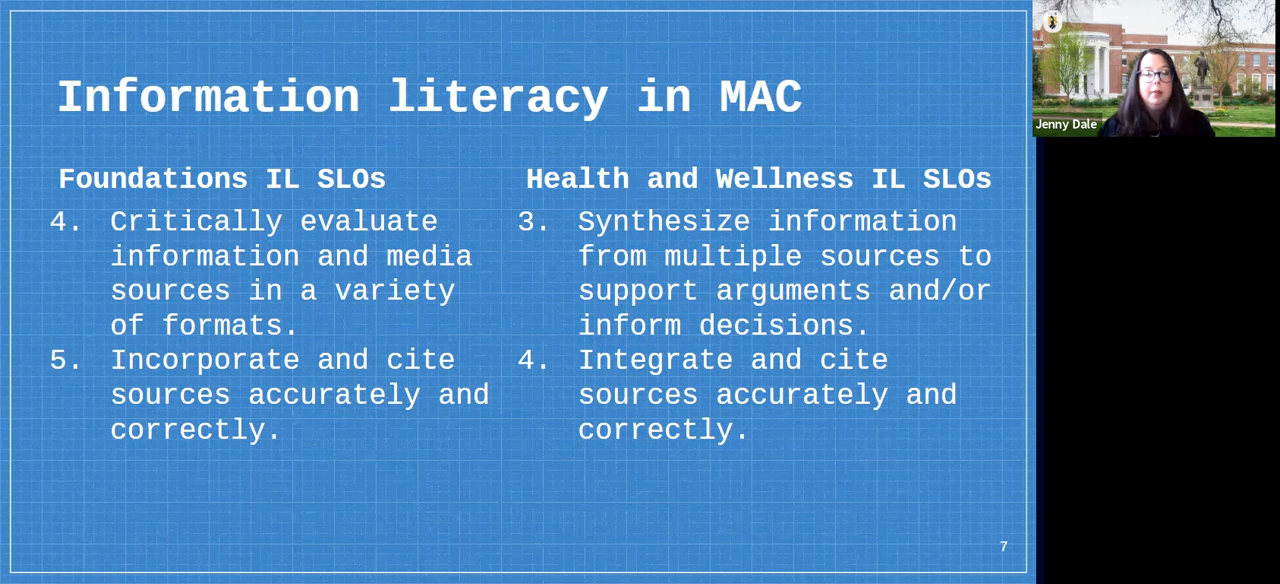 Information literacy in MAC
Foundations IL SLOs
4. Critically evaluate
information and media
sources in a variety
of formats.
5. Incorporate and cite
sources accurately and
correctly.
Health and Wellness IL SLOs
3. Synthesize information
from multiple sources to
support arguments and/or
inform decisions.
4. Integrate and cite
sources accurately and
correctly.
7
Jenny Dale